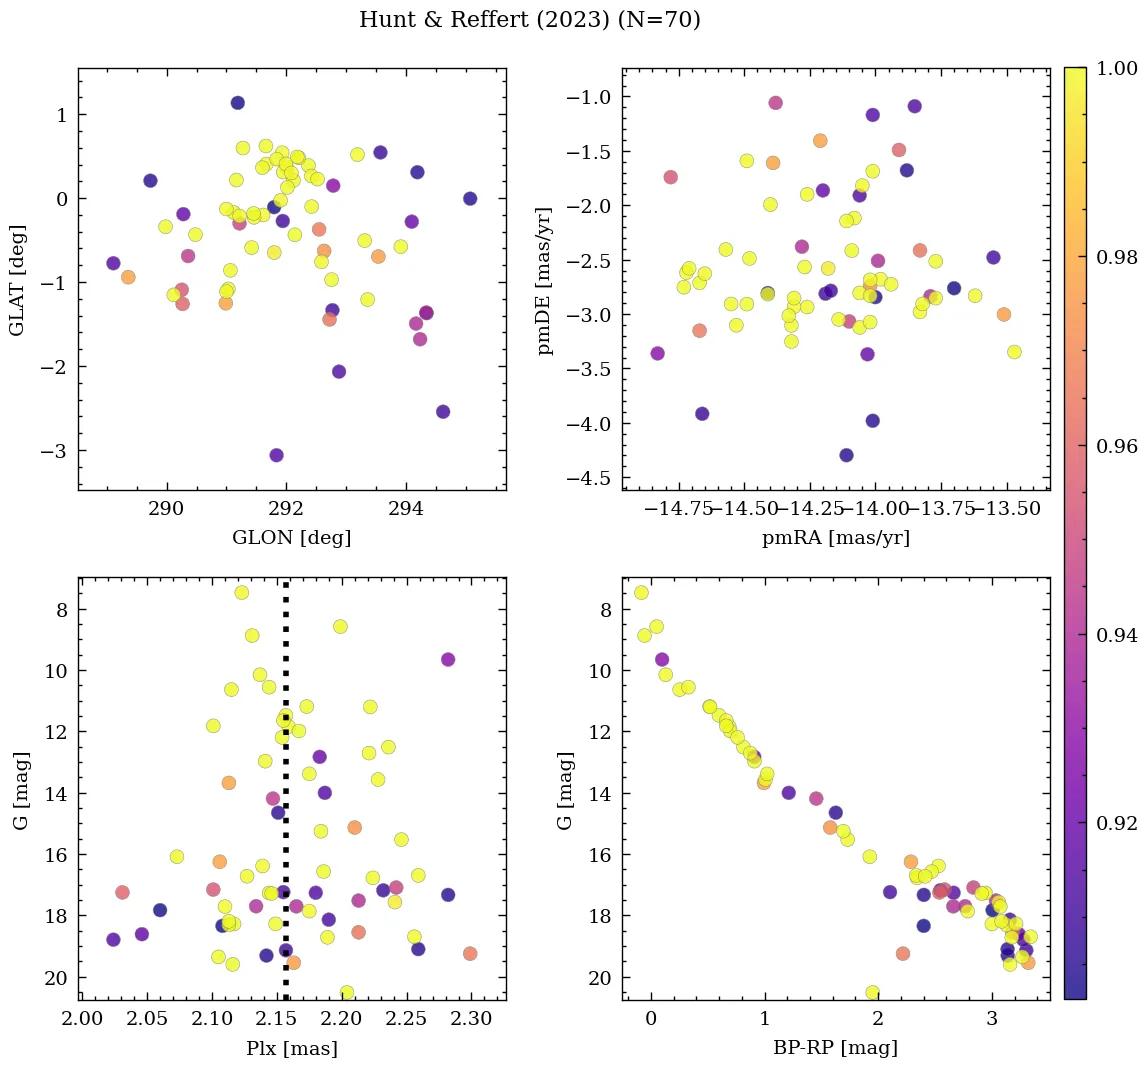 Hunt & Reffert (2023) (N=70)
1
0
−1
−2
−3
GLAT [deg]
290 292 294
GLON [deg]
−1.0
−1.5
−2.0
−2.5
−3.0
−3.5
−4.0
−4.5
pmDE [mas/yr]
−14.75 −14.50 −14.25 −14.00 −13.75 −13.50
pmRA [mas/yr]
1.00
0.98
0.96
0.94
0.92
8
10
12
14
16
18
20
G [mag]
2.00 2.05 2.10 2.15 2.20 2.25 2.30
Plx [mas]
8
10
12
14
16
18
20
G [mag]
0 1 2 3
BP-RP [mag]